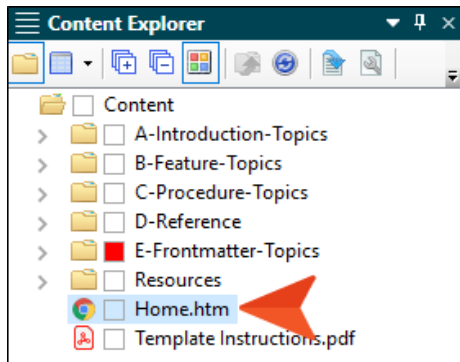 Content Explorer
Content
A-Introduction-Topics
B-Feature-Topics
C-Procedure-Topics
D-Reference
E-Frontmatter-Topics
Resources
Home.htm
Template Instructions.pdf